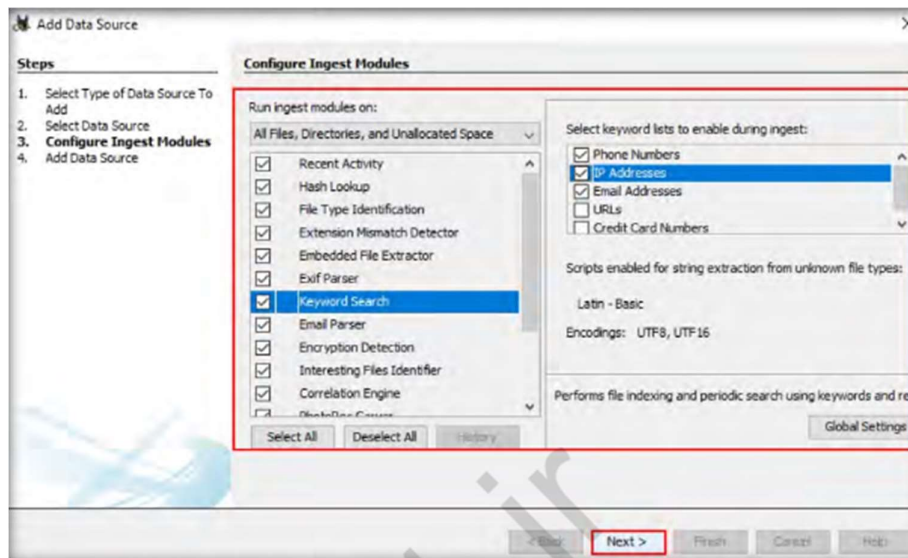 Add Data Source
Steps
1. Select Type of Data Source To
Add
2. Select Data Source
3. Configure Ingest Modules
4. Add Data Source
Configure Ingest Modules
Run ingest modules on:
All Files, Directories, and Unallocated Space
Recent Activity
Hash Lookup
File Type Identification
Extension Mismatch Detector
Embedded File Extractor
Exif Parser
Keyword Search
Email Parser
Encryption Detection
Interesting Files Identifier
Correlation Engine
Select All Deselect All History
Select keyword lists to enable during ingest:
Phone Numbers
IP Addresses
Email Addresses
URLs
Credit Card Numbers
Scripts enabled for string extraction from unknown file types:
Latin - Basic
Encodings: UTF8, UTF16
Performs file indexing and periodic search using keywords and re
Global Settings
< Back Next > Finish Cancel Help
.ir